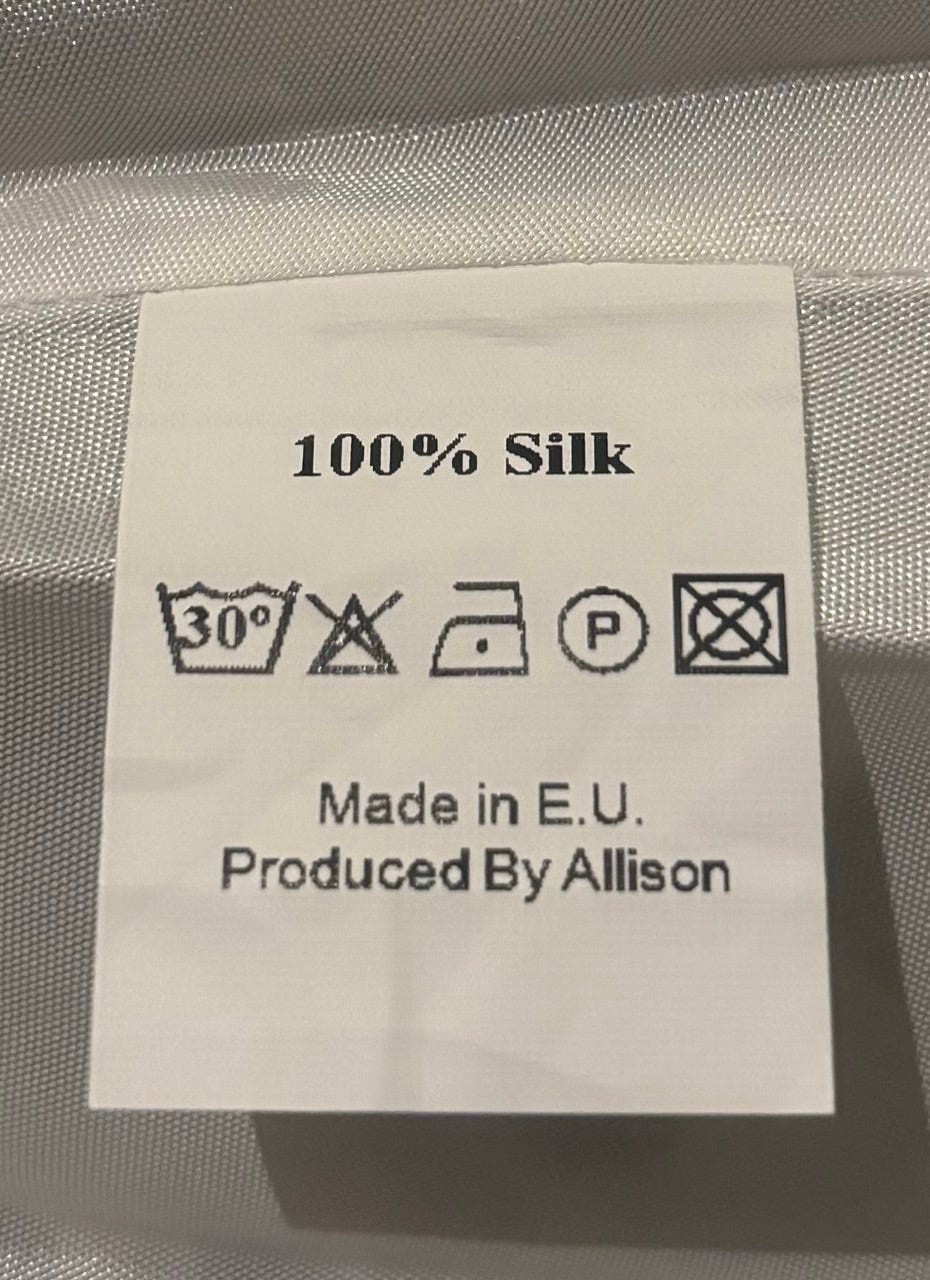 100% Silk
30°
P
Made in E.U.
Produced By Allison